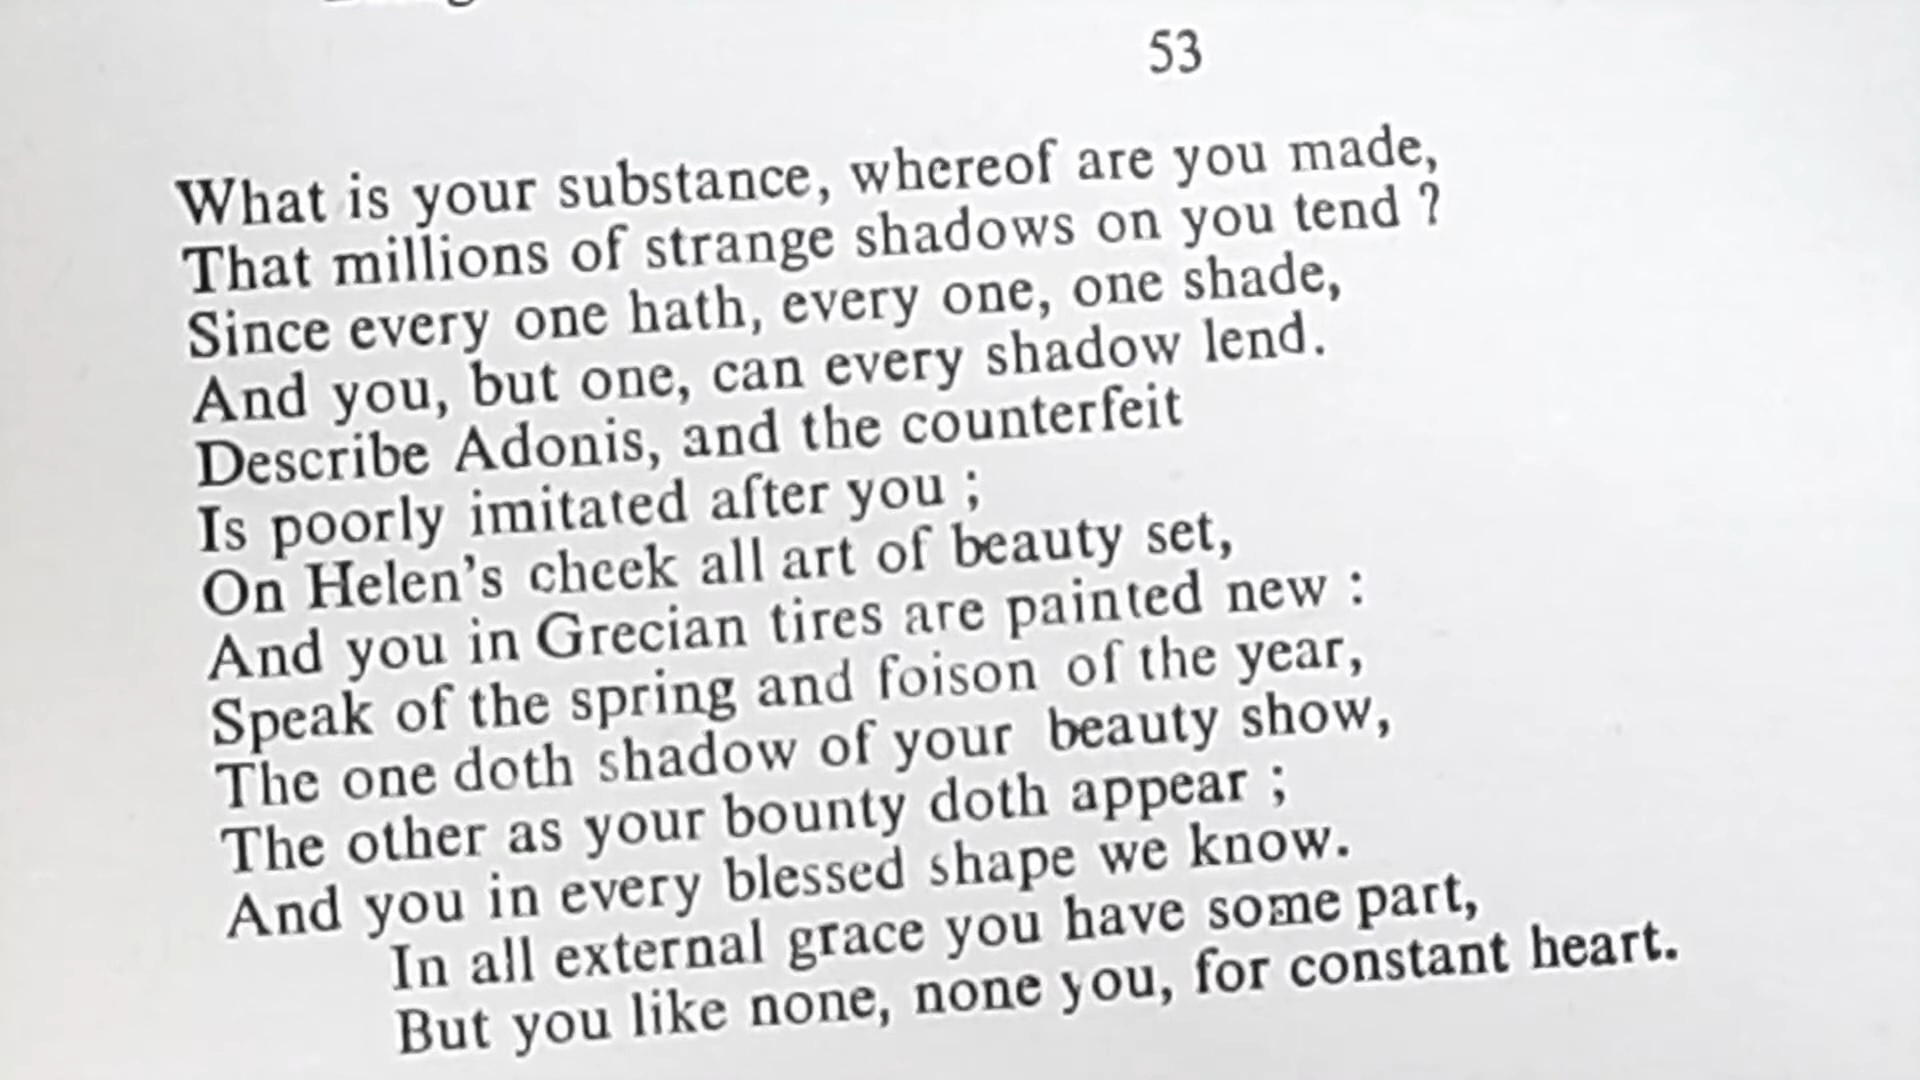 53
What is your substance, whereof are you made,
That millions of strange shadows on you tend ?
Since every one hath, every one, one shade,
And you, but one, can every shadow lend.
Describe Adonis, and the counterfeit
Is poorly imitated after you ;
On Helen's cheek all art of beauty set,
And you in Grecian tires are painted new :
Speak of the spring and foison of the year,
The one doth shadow of your beauty show,
The other as your bounty doth appear ;
And you in every blessed shape we know.
In all external grace you have some part,
But you like none, none you, for constant heart.